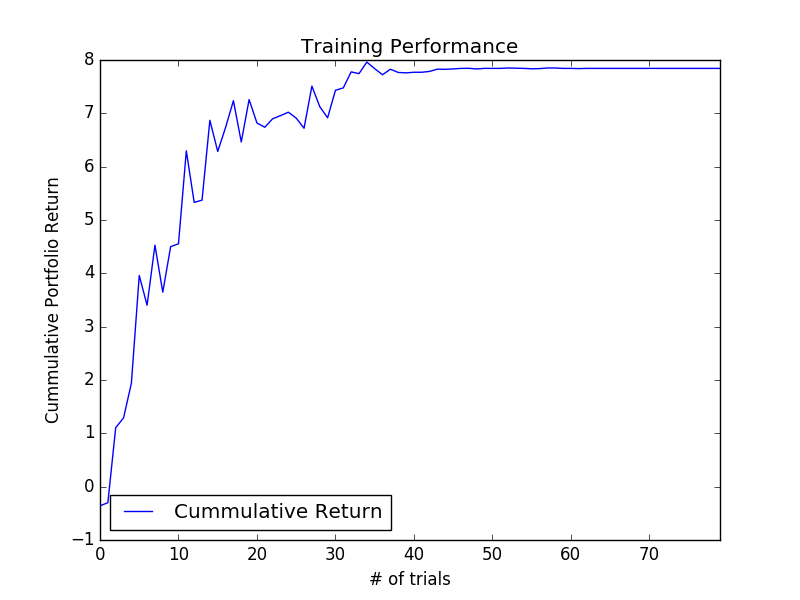 Training Performance
8
7
6
5
4
3
2
1
0
−1
Cummulative Portfolio Return
Cummulative Return
0 10 20 30 40 50 60 70
# of trials